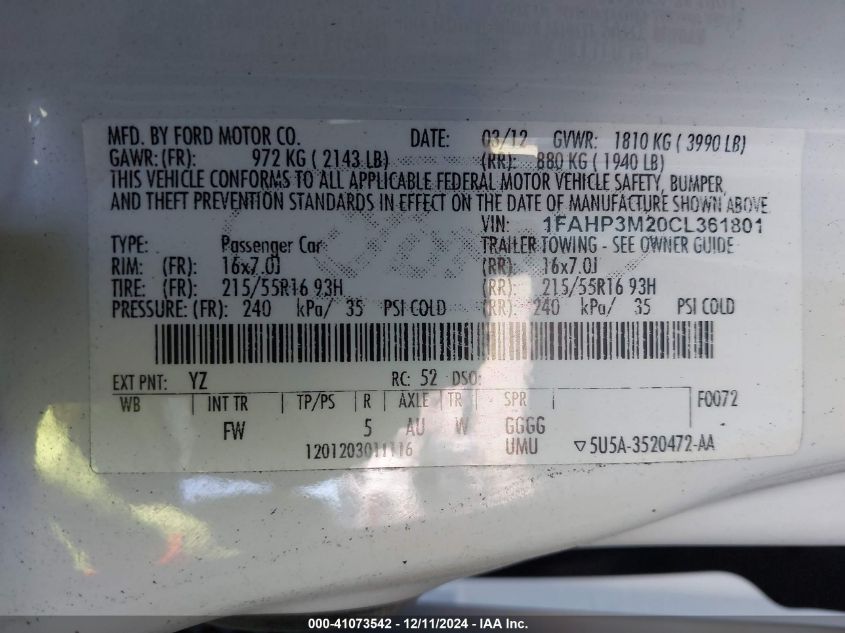 MFD. BY FORD MOTOR CO. DATE: 03/12 GVWR: 1810 KG ( 3990 LB)
GAWR: (FR): 972 KG ( 2143 LB) (RR): 880 KG ( 1940 LB)
THIS VEHICLE CONFORMS TO ALL APPLICABLE FEDERAL MOTOR VEHICLE SAFETY, BUMPER,
AND THEFT PREVENTION STANDARDS IN EFFECT ON THE DATE OF MANUFACTURE SHOWN ABOVE
VIN: 1FAHP3M20CL361801
TYPE: Passenger Car TRAILER TOWING - SEE OWNER GUIDE
RIM: (FR): 16x7.0J (RR): 16x7.0J
TIRE: (FR): 215/55R16 93H (RR): 215/55R16 93H
PRESSURE: (FR): 240 kPa/ 35 PSI COLD (RR): 240 kPa/ 35 PSI COLD
EXT PNT: YZ RC: 52 DSO:
WB INT TR TP/PS R AXLE TR SPR F0072
FW 5 AU W GGGG
1201203011116 UMU ▽5U5A-3520472-AA
000-41073542 - 12/11/2024 - IAA Inc.